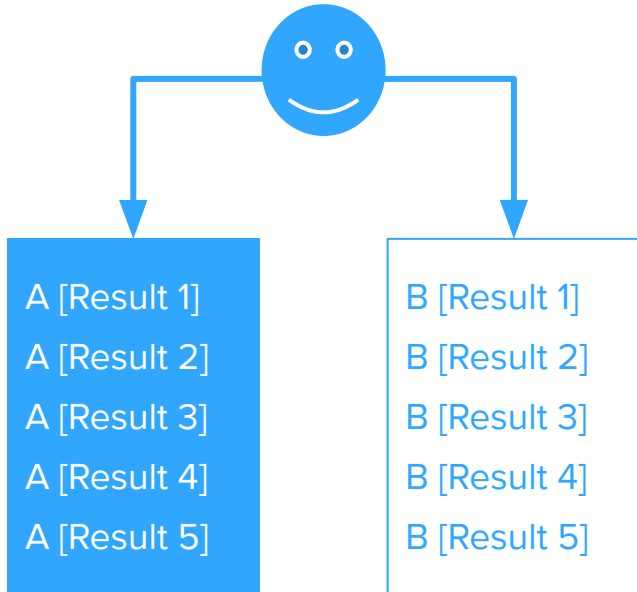 A [Result 1]
A [Result 2]
A [Result 3]
A [Result 4]
A [Result 5]
B [Result 1]
B [Result 2]
B [Result 3]
B [Result 4]
B [Result 5]